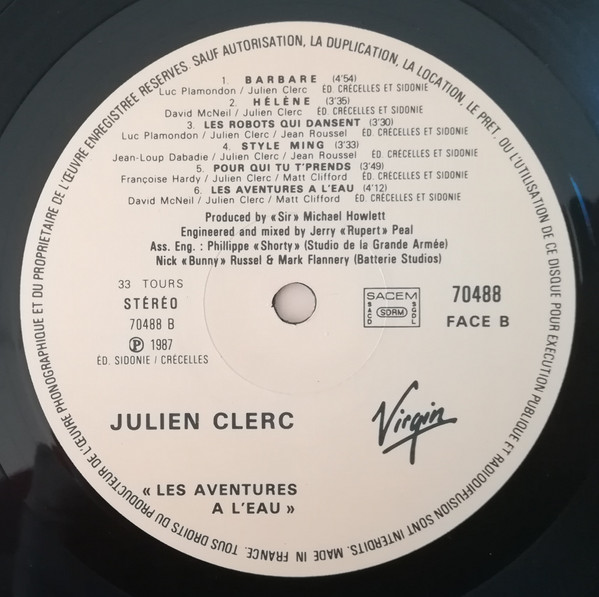 TOUS DROITS DU PRODUCTEUR DE L'ŒUVRE PHONOGRAPHIQUE ET DU PROPRIETAIRE DE L'ŒUVRE ENREGISTREE RESERVES. SAUF AUTORISATION, LA DUPLICATION, LA LOCATION, LE PRET, OU L'UTILISATION DE CE DISQUE POUR EXECUTION PUBLIQUE ET RADIODIFFUSION SONT INTERDITS. MADE IN FRANCE.
1. BARBARE (4'54)
Luc Plamondon / Julien Clerc ED. CRÉCELLES ET SIDONIE
2. HÉLÈNE (3'35)
David McNeil / Julien Clerc ÉD. CRÉCELLES ET SIDONIE
3. LES ROBOTS QUI DANSENT (3'30)
Luc Plamondon / Julien Clerc / Jean Roussel ÉD. CRÉCELLES ET SIDONIE
4. STYLE MING (3'33)
Jean-Loup Dabadie / Julien Clerc / Jean Roussel ÉD. CRÉCELLES ET SIDONIE
5. POUR QUI TU T'PRENDS (3'49)
Françoise Hardy / Julien Clerc / Matt Clifford ÉD. CRÉCELLES ET SIDONIE
6. LES AVENTURES A L'EAU (4'12)
David McNeil / Julien Clerc / Matt Clifford ÉD. CRÉCELLES ET SIDONIE
Produced by «Sir» Michael Howlett
Engineered and mixed by Jerry «Rupert» Peal
Ass. Eng. : Phillippe «Shorty» (Studio de la Grande Armée)
Nick «Bunny» Russel & Mark Flannery (Batterie Studios)
33 TOURS
STÉRÉO
70488 B
Ⓟ 1987
ÉD. SIDONIE / CRÉCELLES
SACEM
SACD SDRM SGDL
70488
FACE B
JULIEN CLERC
Virgin
« LES AVENTURES
A L'EAU »